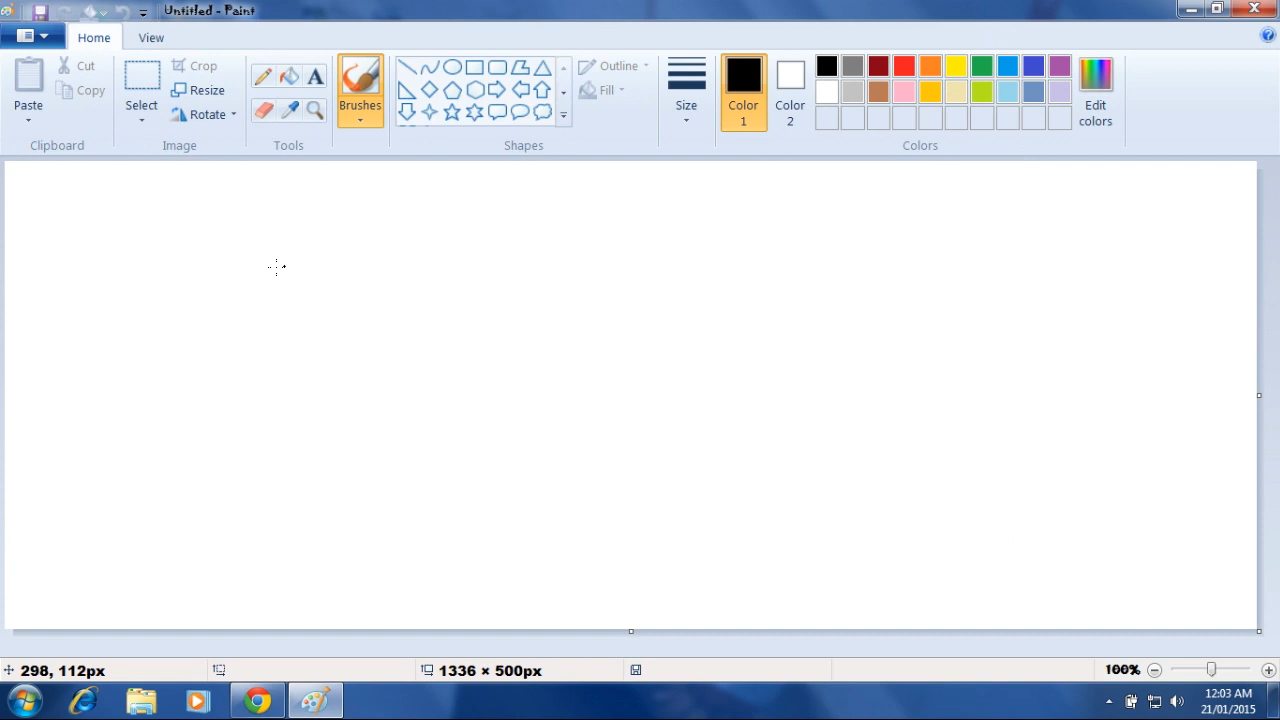 Untitled - Paint
Home View
Paste
Cut
Copy
Clipboard
Select
Crop
Resize
Rotate
Image
A
Tools
Brushes
Outline
Fill
Shapes
Size
Color 1
Color 2
Edit colors
Colors
298, 112px
1336 × 500px
100%
12:03 AM
21/01/2015